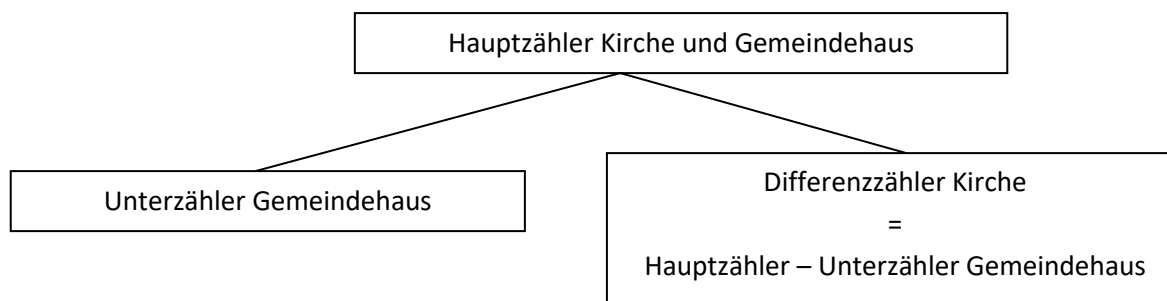 Hauptzähler Kirche und Gemeindehaus
Unterzähler Gemeindehaus
Differenzzähler Kirche
=
Hauptzähler – Unterzähler Gemeindehaus